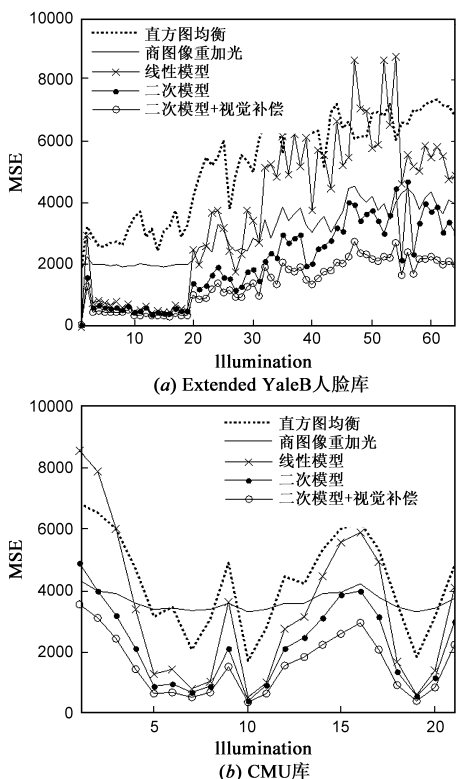 10000
8000
6000
4000
2000
0
MSE
直方图均衡
商图像重加光
线性模型
二次模型
二次模型+视觉补偿
0 10 20 30 40 50 60
Illumination
(a) Extended YaleB人脸库
10000
8000
6000
4000
2000
0
MSE
直方图均衡
商图像重加光
线性模型
二次模型
二次模型+视觉补偿
5 10 15 20
Illumination
(b) CMU库